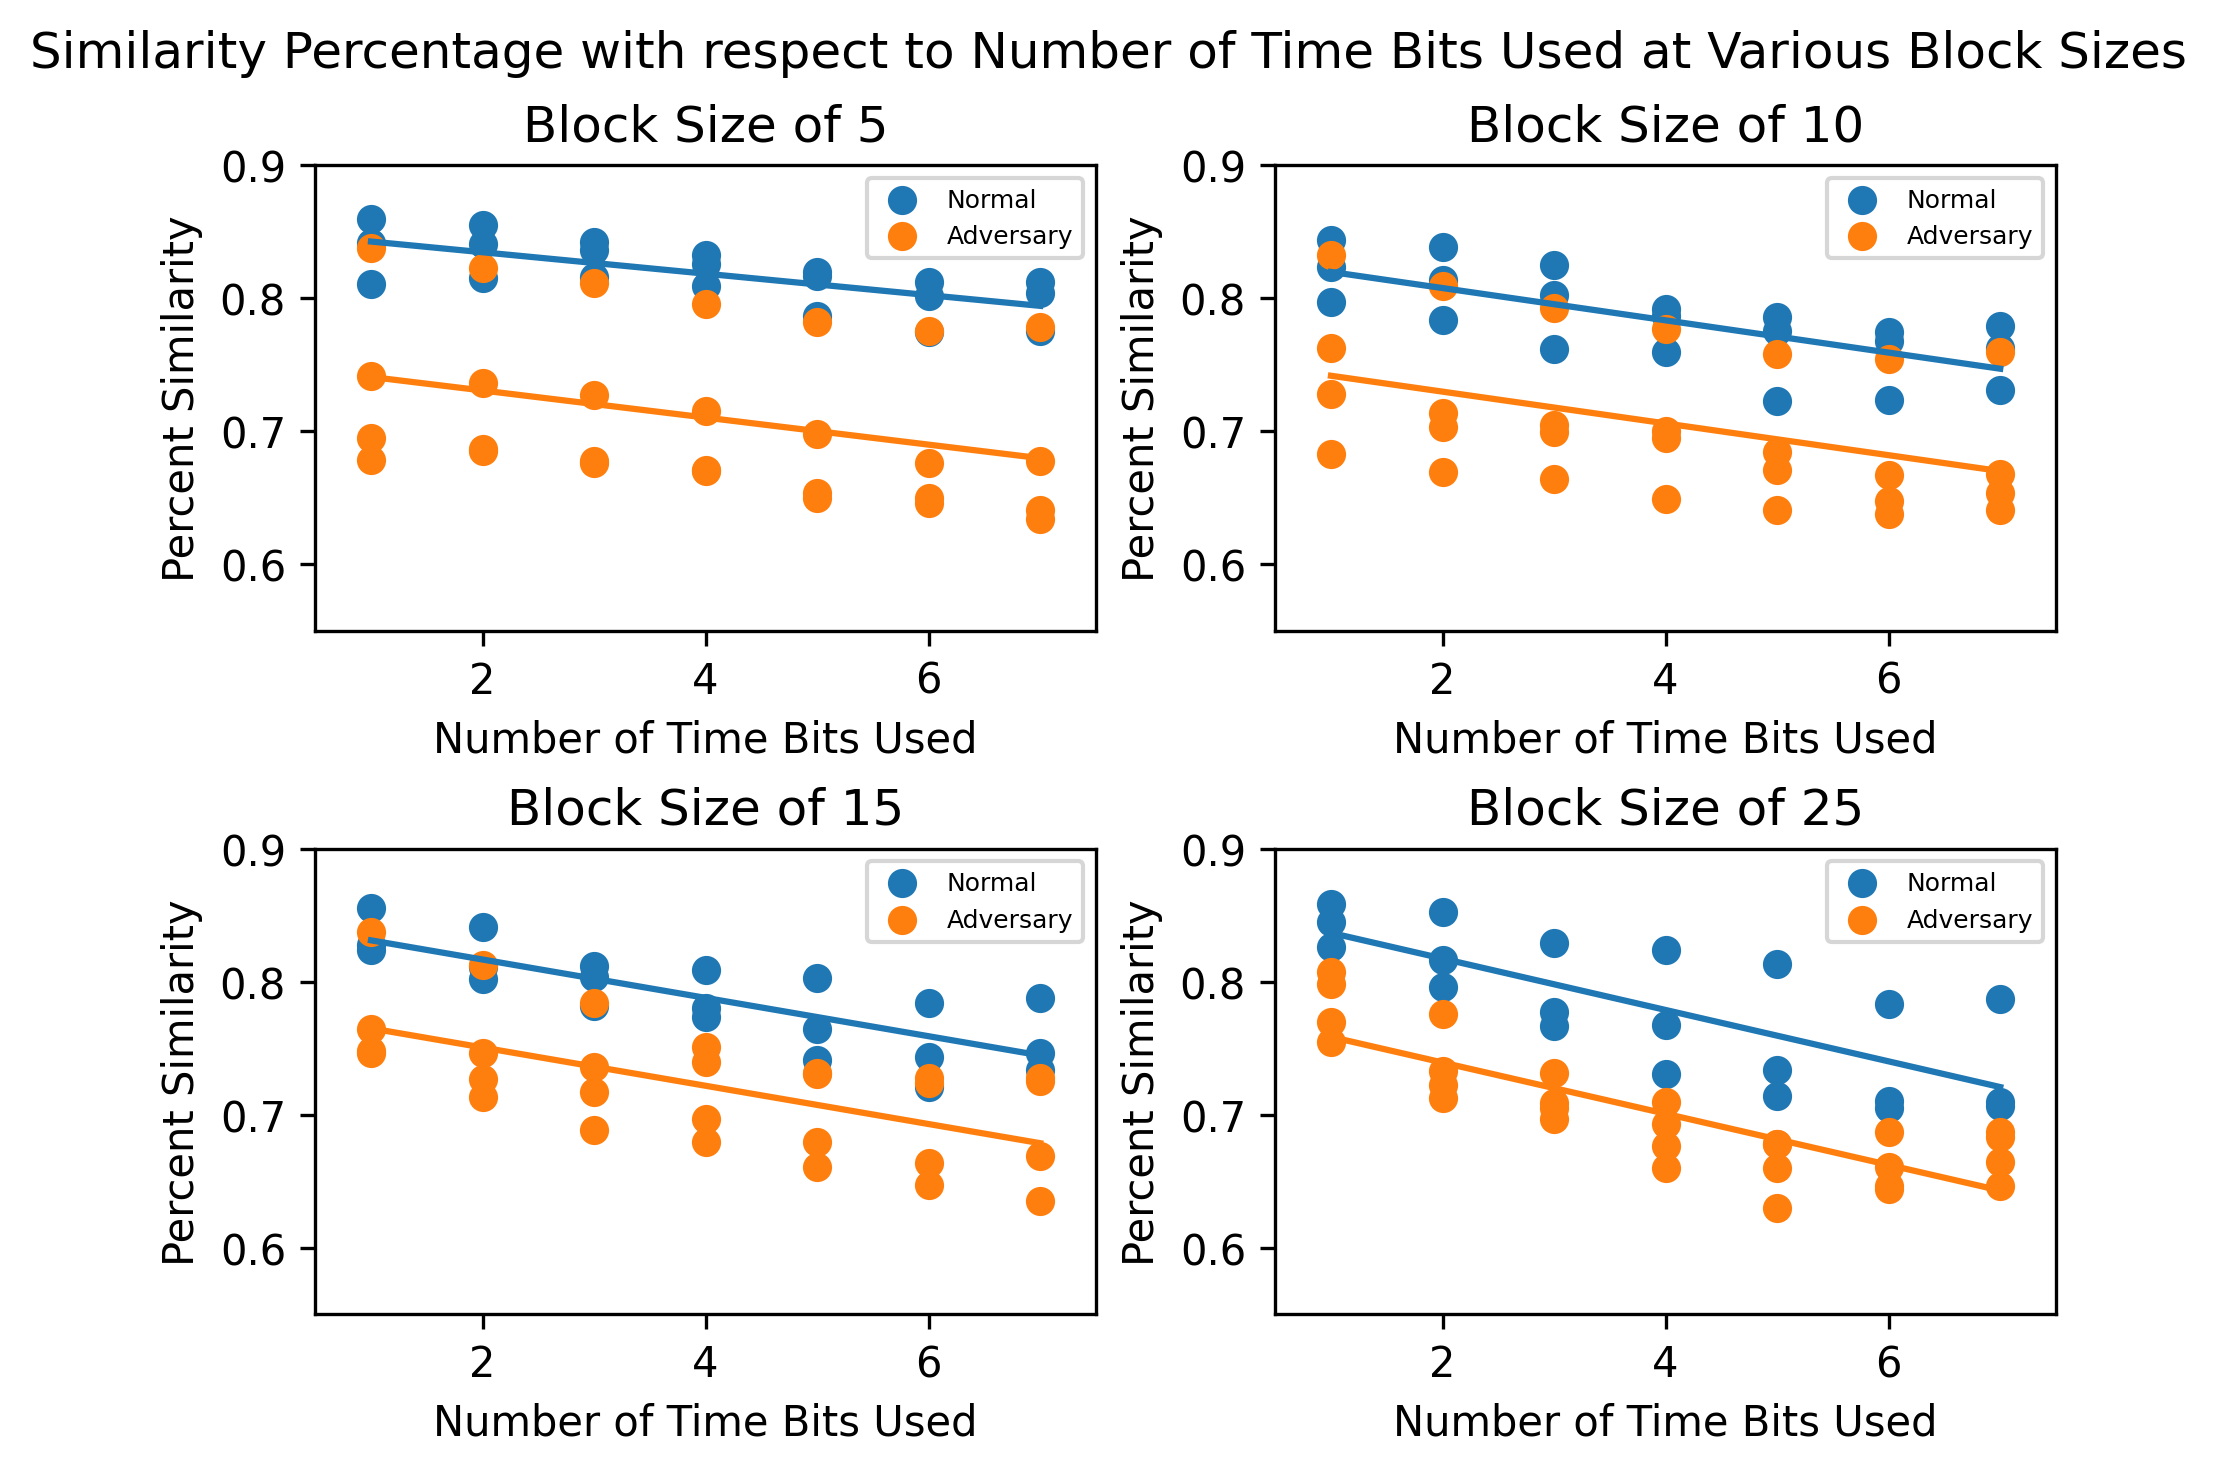 Similarity Percentage with respect to Number of Time Bits Used at Various Block Sizes
Block Size of 5
Percent Similarity
0.9
0.8
0.7
0.6
Normal
Adversary
2 4 6
Number of Time Bits Used
Block Size of 10
Percent Similarity
0.9
0.8
0.7
0.6
Normal
Adversary
2 4 6
Number of Time Bits Used
Block Size of 15
Percent Similarity
0.9
0.8
0.7
0.6
Normal
Adversary
2 4 6
Number of Time Bits Used
Block Size of 25
Percent Similarity
0.9
0.8
0.7
0.6
Normal
Adversary
2 4 6
Number of Time Bits Used